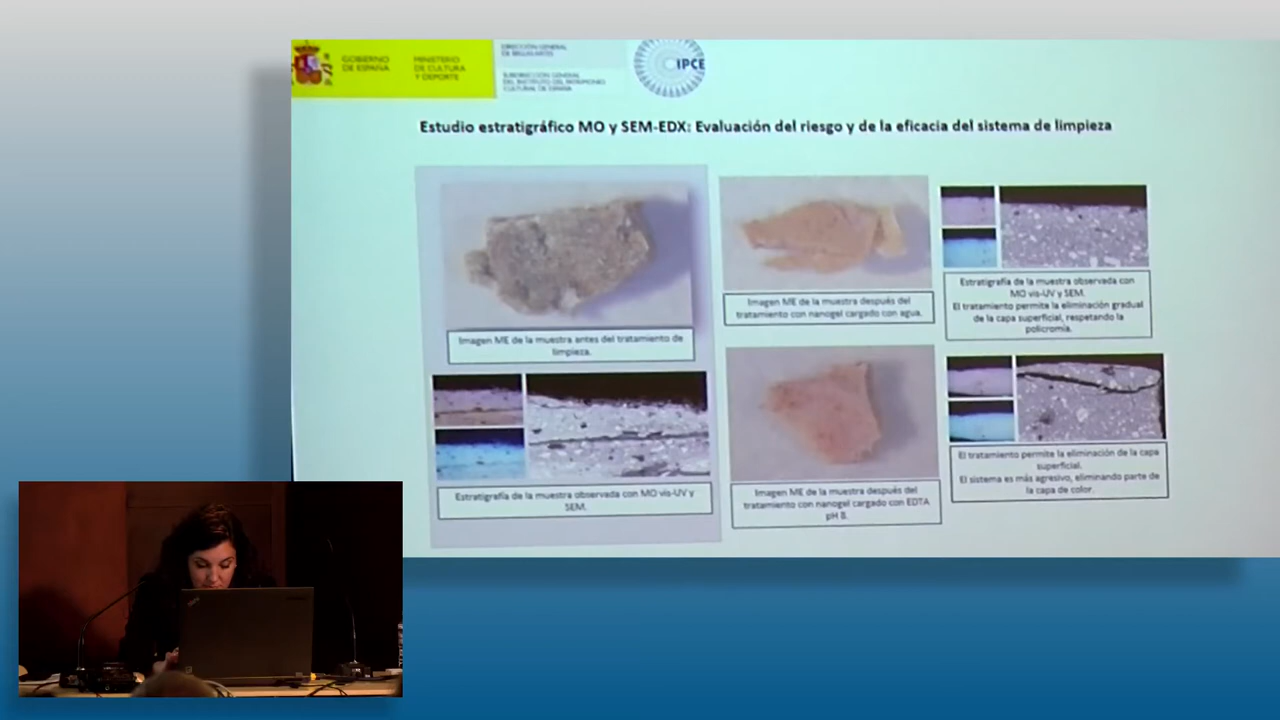 GOBIERNO
DE ESPAÑA
MINISTERIO
DE CULTURA
Y DEPORTE
DIRECCIÓN GENERAL
DE BELLAS ARTES
SUBDIRECCIÓN GENERAL
DEL INSTITUTO DEL PATRIMONIO
CULTURAL DE ESPAÑA
IPCE
Estudio estratigráfico MO y SEM-EDX: Evaluación del riesgo y de la eficacia del sistema de limpieza
Imagen ME de la muestra antes del tratamiento de
limpieza.
Estratigrafía de la muestra observada con MO vis-UV y
SEM.
Imagen ME de la muestra después del
tratamiento con nanogel cargado con agua.
Estratigrafía de la muestra observada con
MO vis-UV y SEM.
El tratamiento permite la eliminación gradual
de la capa superficial, respetando la
policromía.
Imagen ME de la muestra después del
tratamiento con nanogel cargado con EDTA
pH 8.
El tratamiento permite la eliminación de la capa
superficial.
El sistema es más agresivo, eliminando parte de
la capa de color.